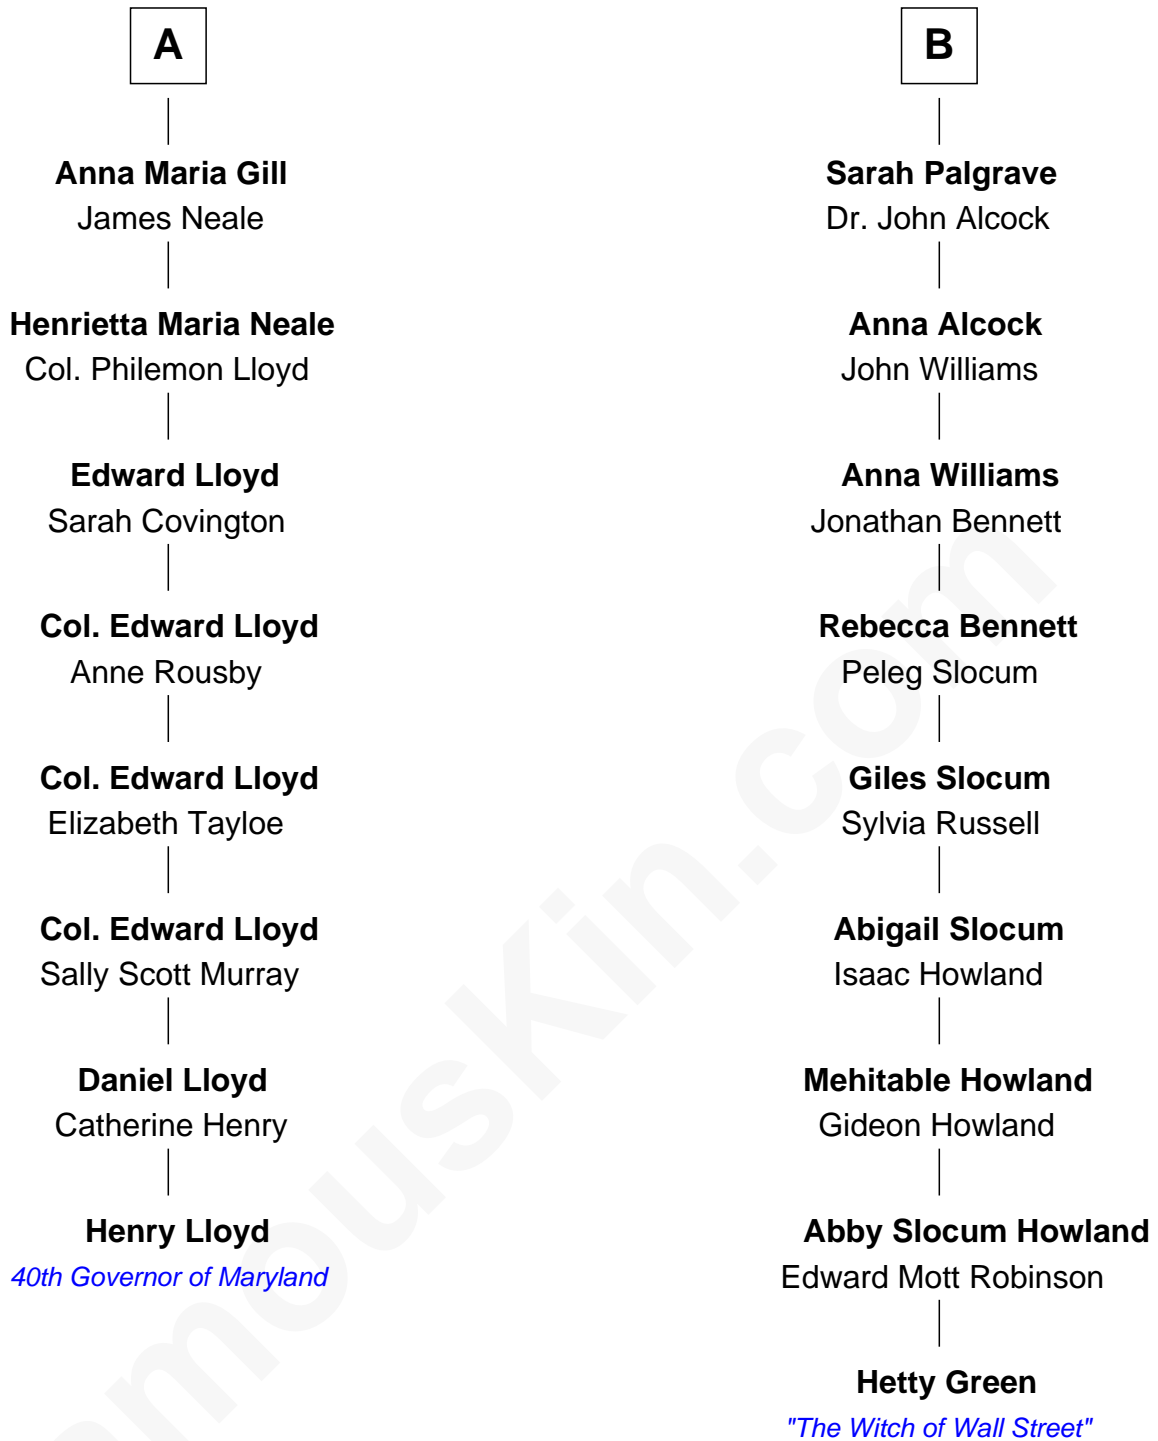 A
Anna Maria Gill
James Neale
Henrietta Maria Neale
Col. Philemon Lloyd
Edward Lloyd
Sarah Covington
Col. Edward Lloyd
Anne Rousby
Col. Edward Lloyd
Elizabeth Tayloe
Col. Edward Lloyd
Sally Scott Murray
Daniel Lloyd
Catherine Henry
Henry Lloyd
40th Governor of Maryland
B
Sarah Palgrave
Dr. John Alcock
Anna Alcock
John Williams
Anna Williams
Jonathan Bennett
Rebecca Bennett
Peleg Slocum
Giles Slocum
Sylvia Russell
Abigail Slocum
Isaac Howland
Mehitable Howland
Gideon Howland
Abby Slocum Howland
Edward Mott Robinson
Hetty Green
"The Witch of Wall Street"
amouskin.com